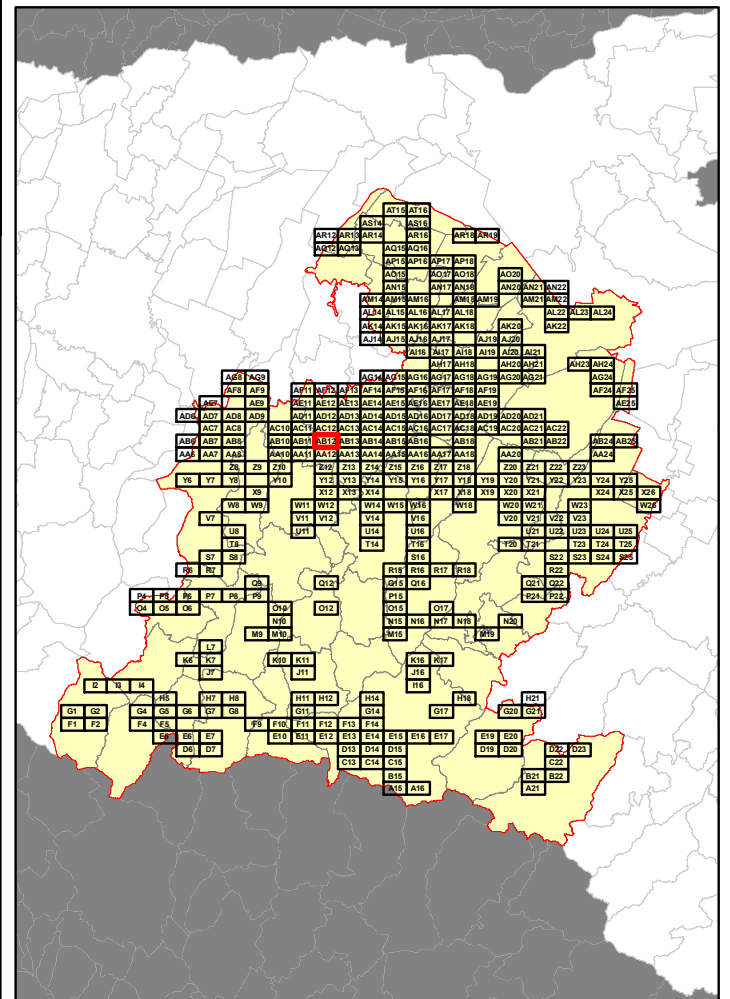 AT15 AT16
AS14 AS16
AR12 AR13 AR14 AR16 AR18 AR19
AQ12 AQ13 AQ15 AQ16
AP15 AP16 AP17 AP18
AO15 AO17 AO18 AO20
AN15 AN17 AN18 AN20 AN21 AN22
AM14 AM15 AM16 AM18 AM19 AM21 AM22
AL14 AL15 AL16 AL17 AL18 AL22 AL23 AL24
AK14 AK15 AK16 AK17 AK18 AK20 AK22
AJ14 AJ15 AJ16 AJ17 AJ19 AJ20
AI16 AI17 AI18 AI19 AI20 AI21
AH17 AH18 AH20 AH21 AH23 AH24
AG8 AG9 AG14 AG15 AG16 AG17 AG18 AG19 AG20 AG21 AG24
AF8 AF9 AF11 AF12 AF13 AF14 AF15 AF16 AF17 AF18 AF19 AF24 AF25
AE7 AE9 AE11 AE12 AE13 AE14 AE15 AE16 AE17 AE18 AE19 AE25
AD6 AD7 AD8 AD9 AD11 AD12 AD13 AD14 AD15 AD16 AD17 AD18 AD19 AD20 AD21
AC7 AC8 AC10 AC11 AC12 AC13 AC14 AC15 AC16 AC17 AC18 AC19 AC20 AC21 AC22
AB6 AB7 AB8 AB10 AB11 AB12 AB13 AB14 AB15 AB16 AB18 AB21 AB22 AB24 AB25
AA6 AA7 AA8 AA10 AA11 AA12 AA13 AA14 AA15 AA16 AA17 AA18 AA20 AA24
Z8 Z9 Z10 Z12 Z13 Z14 Z15 Z16 Z17 Z18 Z20 Z21 Z22 Z23
Y6 Y7 Y8 Y10 Y12 Y13 Y14 Y15 Y16 Y17 Y18 Y19 Y20 Y21 Y22 Y23 Y24 Y25
X9 X12 X13 X14 X17 X18 X19 X20 X21 X24 X25 X26
W8 W9 W11 W12 W14 W15 W16 W18 W20 W21 W23 W26
V7 V11 V12 V14 V16 V20 V21 V22 V23
U8 U11 U14 U16 U21 U22 U23 U24 U25
T8 T14 T16 T20 T21 T23 T24 T25
S7 S8 S16 S22 S23 S24 S25
R6 R7 R15 R16 R17 R18 R22
Q9 Q12 Q15 Q16 Q21 Q22
P4 P5 P6 P7 P8 P9 P15 P21 P22
O4 O5 O6 O10 O12 O15 O17
N10 N15 N16 N17 N18 N20
M9 M10 M15 M19
L7
K6 K7 K10 K11 K16 K17
J7 J11 J16
I2 I3 I4 I16
H5 H7 H8 H11 H12 H14 H18 H21
G1 G2 G4 G5 G6 G7 G8 G11 G14 G17 G20 G21
F1 F2 F4 F5 F9 F10 F11 F12 F13 F14
E5 E6 E7 E10 E11 E12 E13 E14 E15 E16 E17 E19 E20
D6 D7 D13 D14 D15 D19 D20 D22 D23
C13 C14 C15 C22
B15 B21 B22
A15 A16 A21